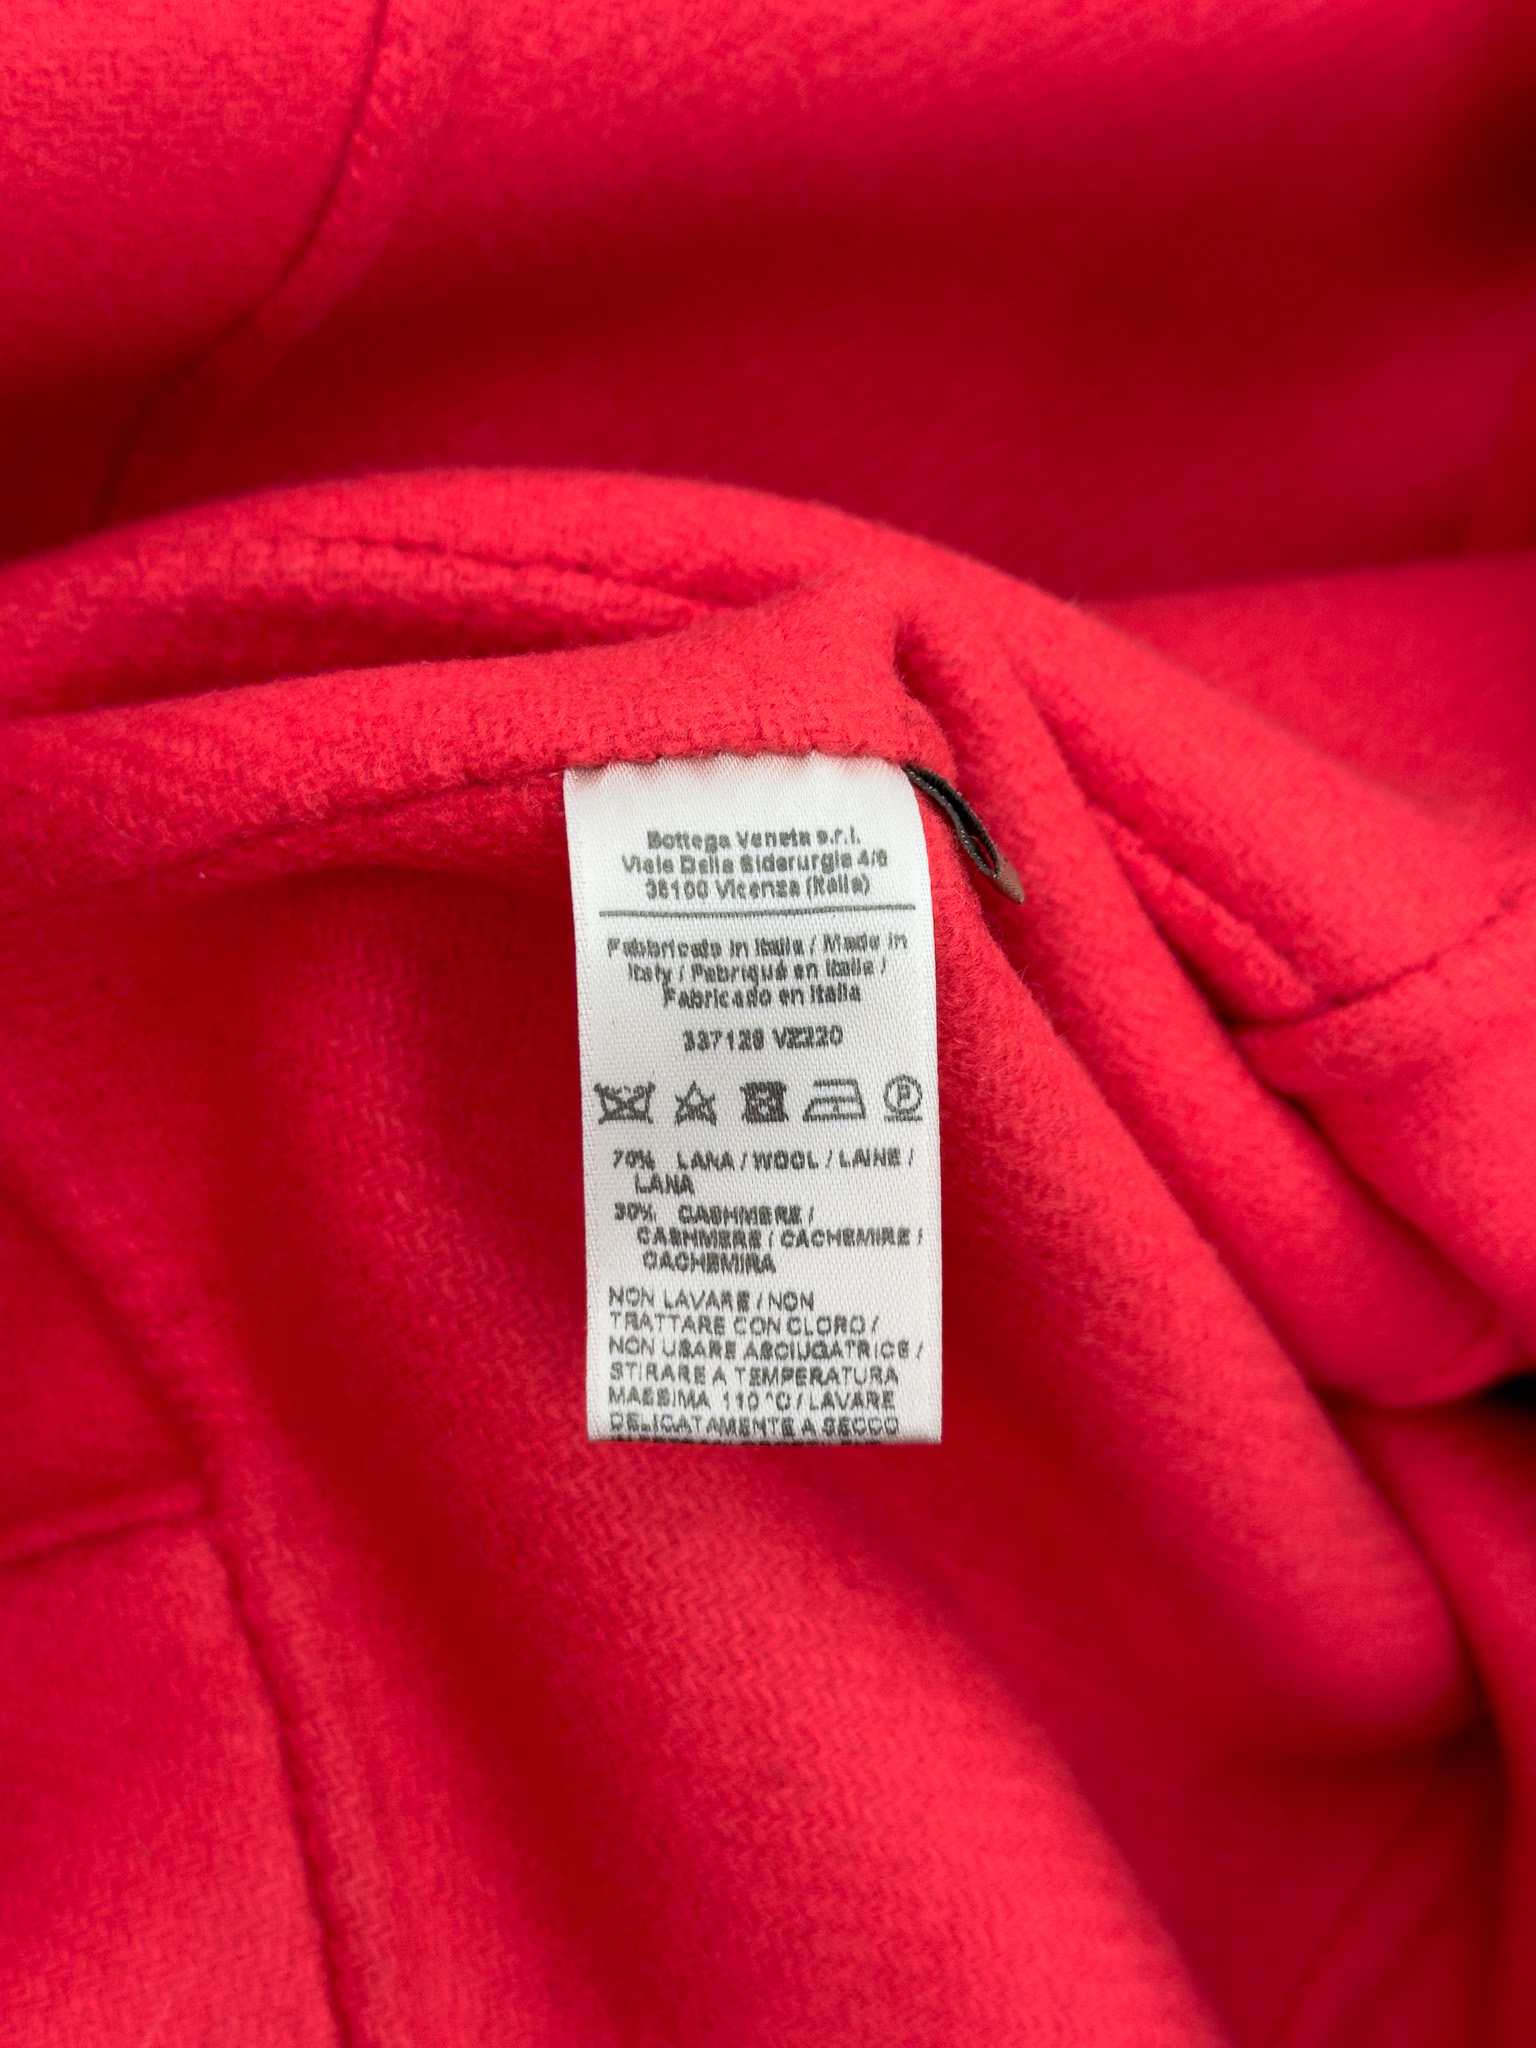 Bottega Veneta s.r.l.
Viale Della Siderurgia 4/6
36100 Vicenza (Italia)
Fabbricato in Italia / Made in
Italy / Fabriqué en Italie /
Fabricado en Italia
337128 VZ220
P
70% LANA / WOOL / LAINE /
LANA
30% CASHMERE /
CASHMERE / CACHEMIRE /
CACHEMIRA
NON LAVARE / NON
TRATTARE CON CLORO /
NON USARE ASCIUGATRICE /
STIRARE A TEMPERATURA
MASSIMA 110 °C / LAVARE
DELICATAMENTE A SECCO